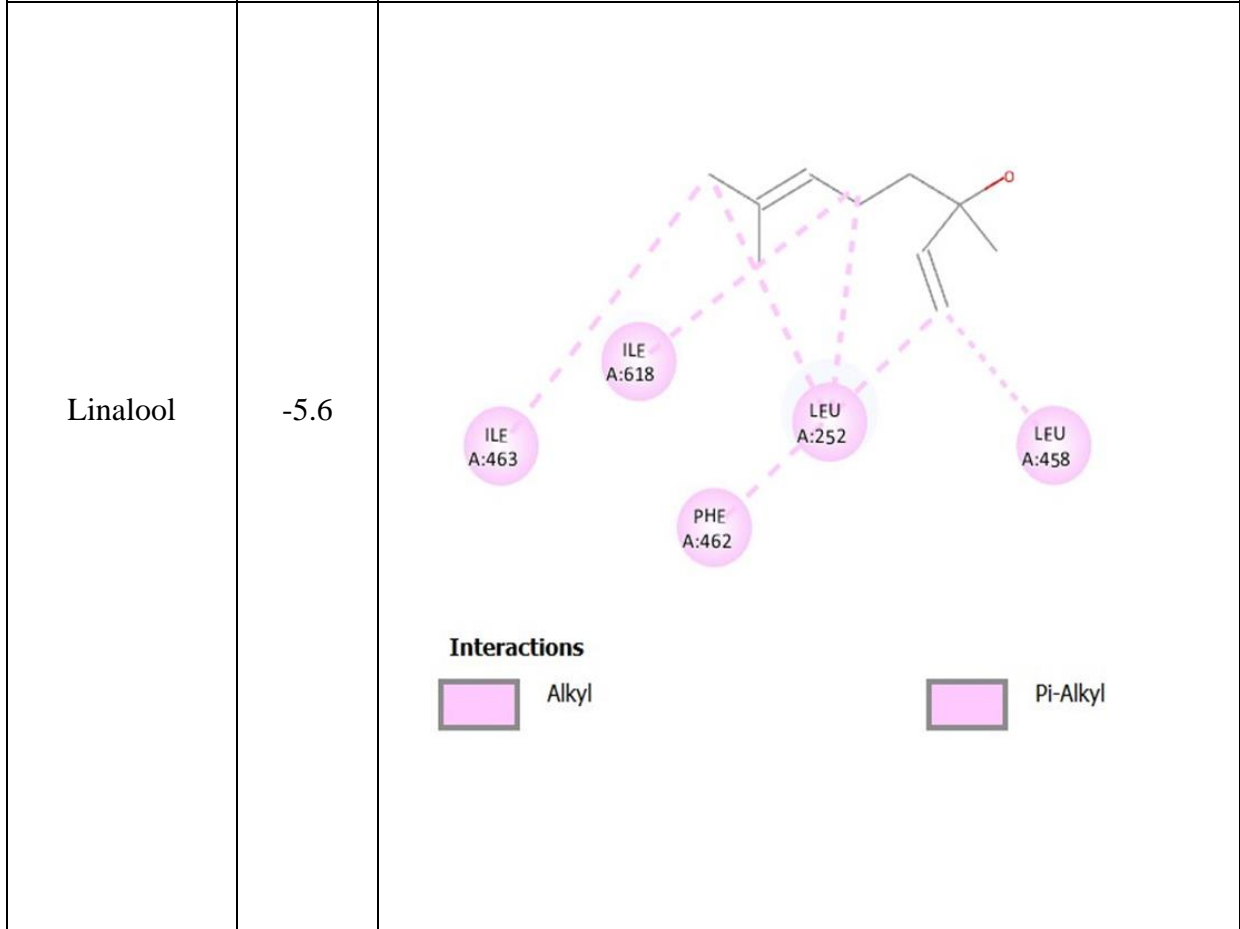 Linalool
-5.6
O
ILE
A:618
LEU
A:252
ILE
A:463
LEU
A:458
PHE
A:462
Interactions
Alkyl
Pi-Alkyl